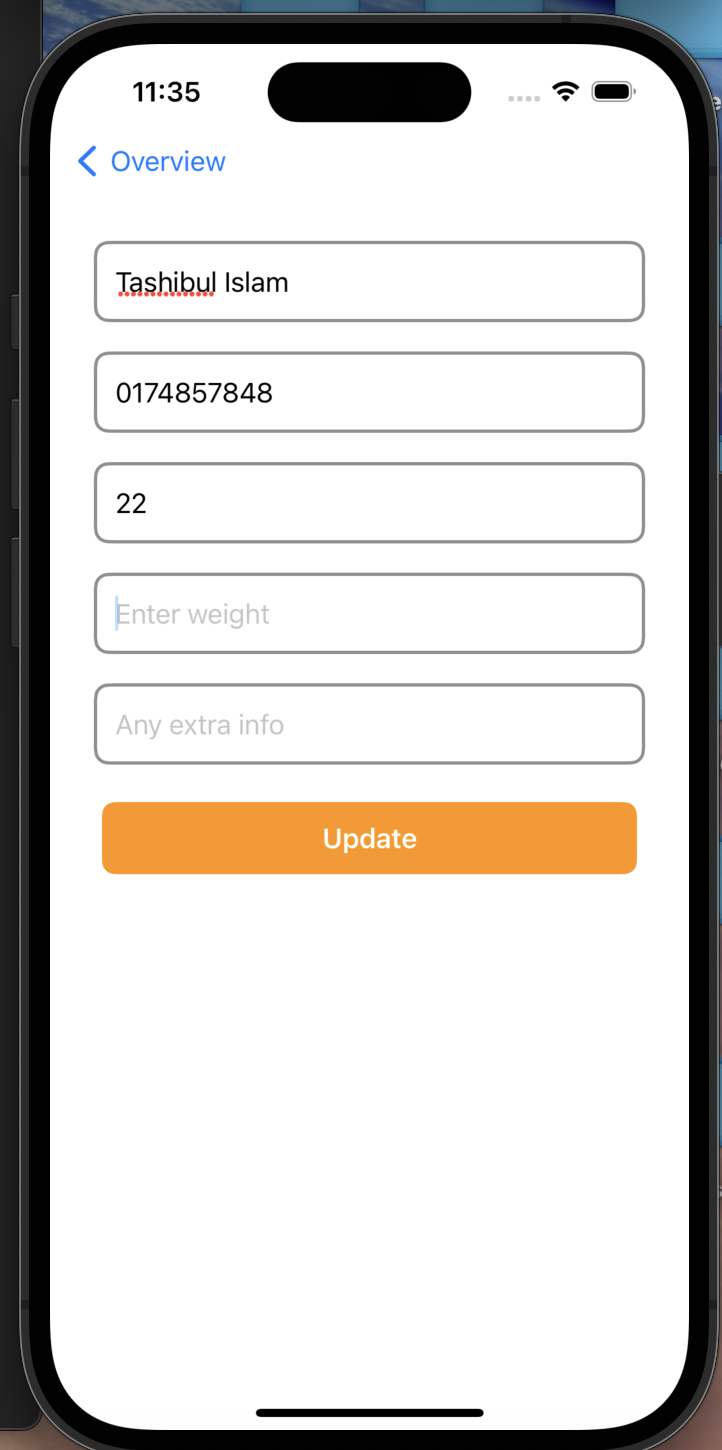 11:35
Overview
Tashibul Islam
0174857848
22
Enter weight
Any extra info
Update